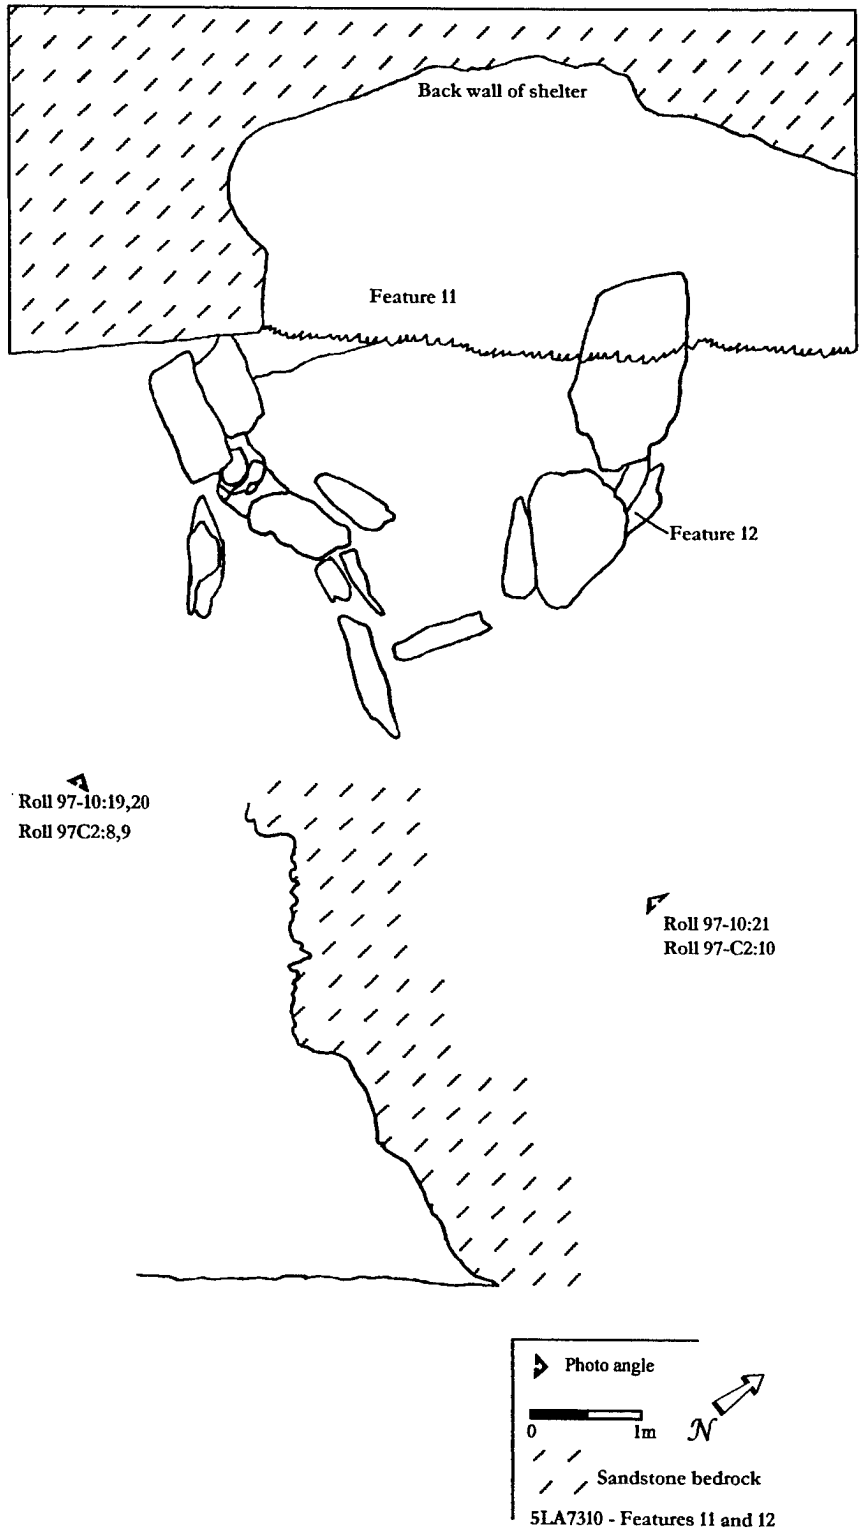 Back wall of shelter
Feature 11
Feature 12
Roll 97-10:19,20
Roll 97C2:8,9
Roll 97-10:21
Roll 97-C2:10
Photo angle
0 1m
N
Sandstone bedrock
5LA7310 - Features 11 and 12